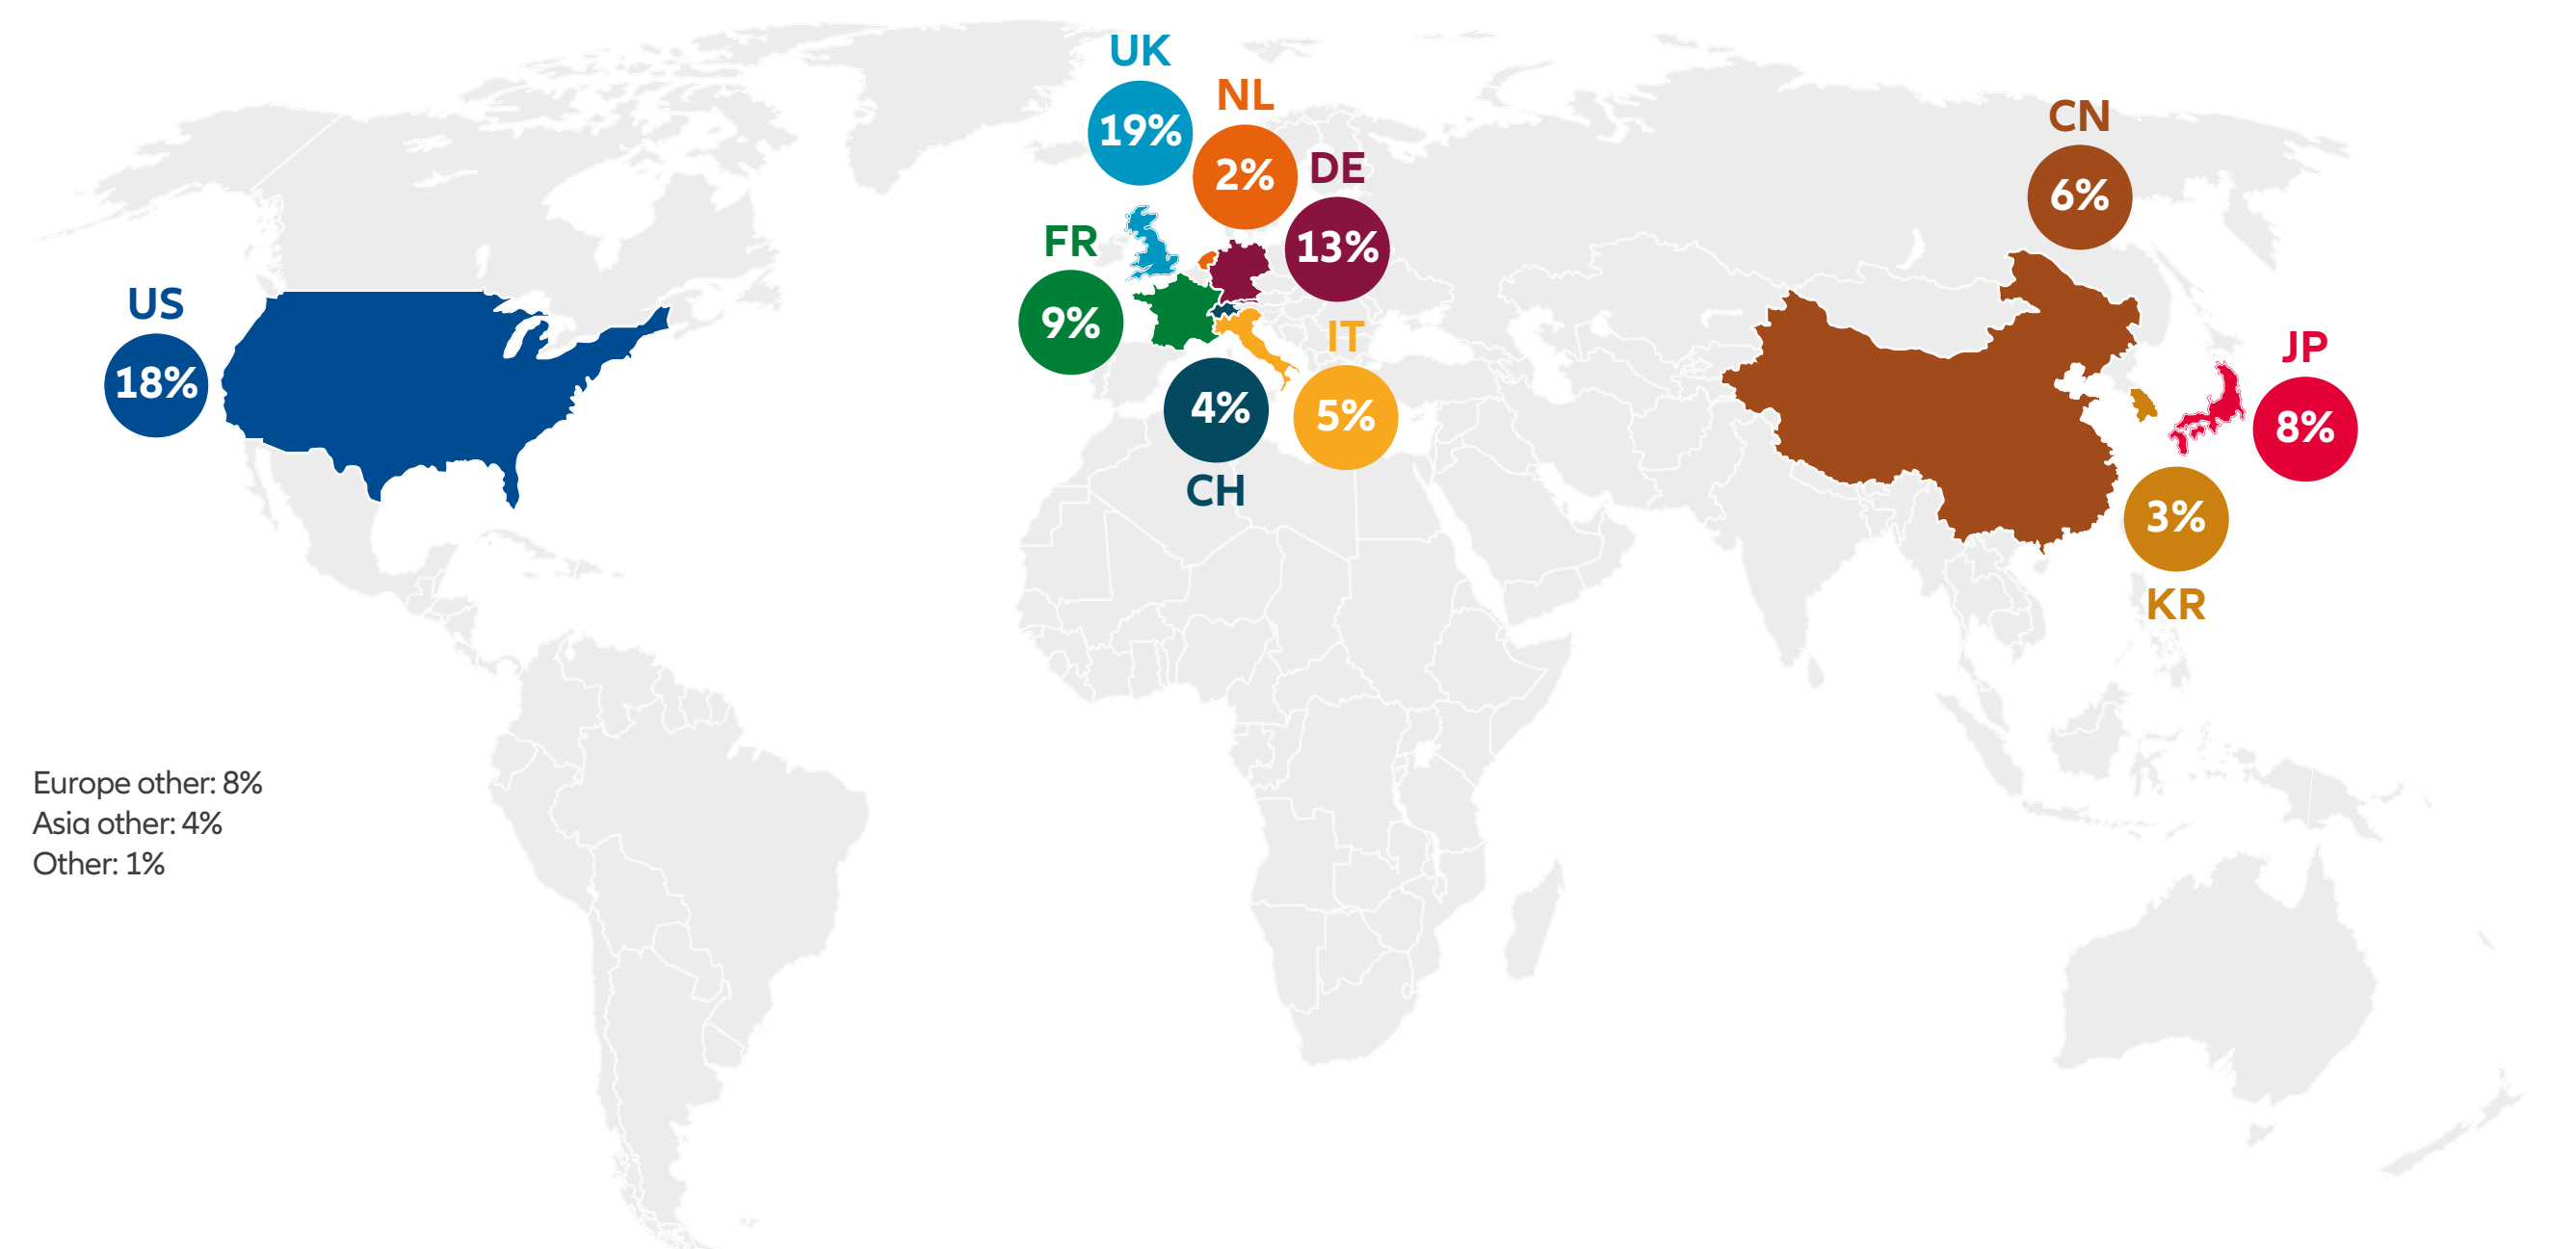 UK
19%
NL
2%
DE
13%
FR
9%
US
18%
CH
4%
IT
5%
CN
6%
JP
8%
3%
KR
Europe other: 8%
Asia other: 4%
Other: 1%